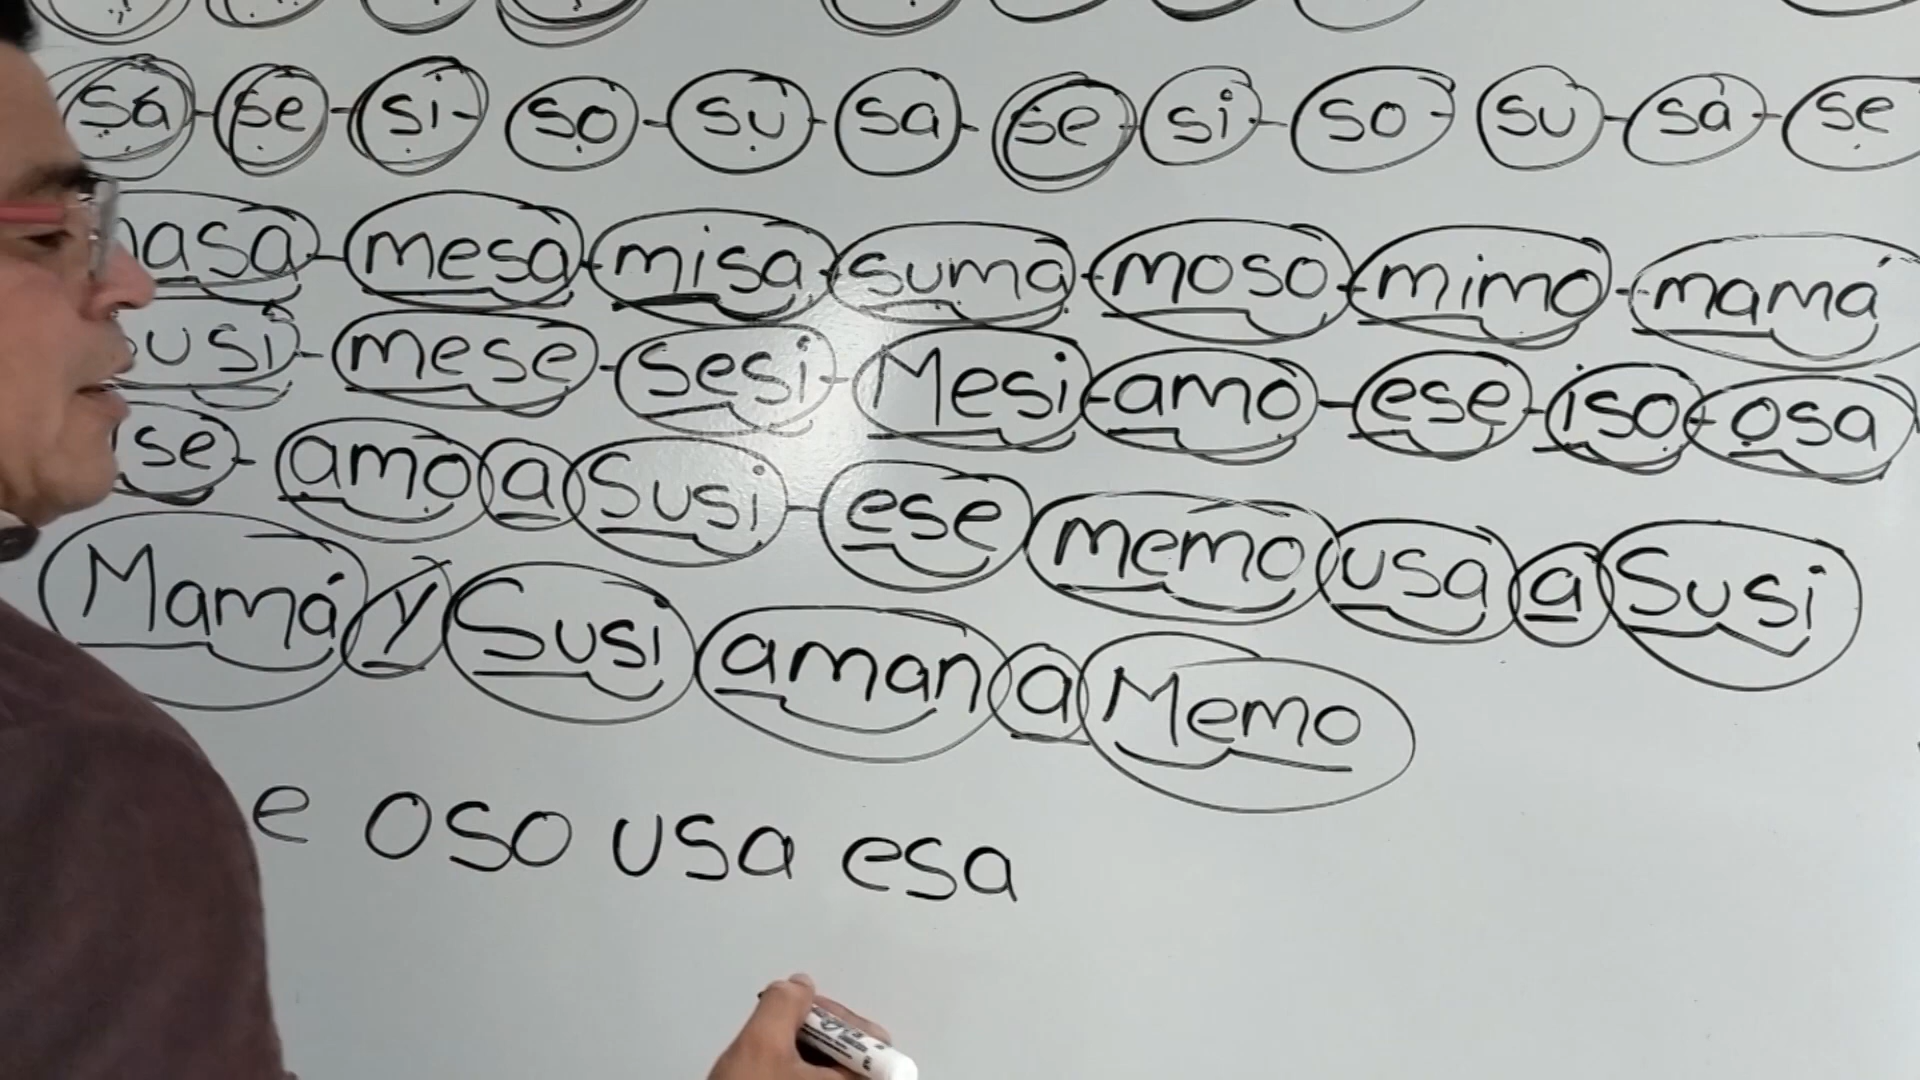 sa-se-si-so-su-sa-se-si-so-su-sa-se
asa-mesa-misa-suma-moso-mimo-mamá
usi-mese-sesi-Mesi-amo-ese-iso-osa
se-amo a Susi-ese memo usa a Susi
Mamá y Susi aman a Memo
e oso usa esa